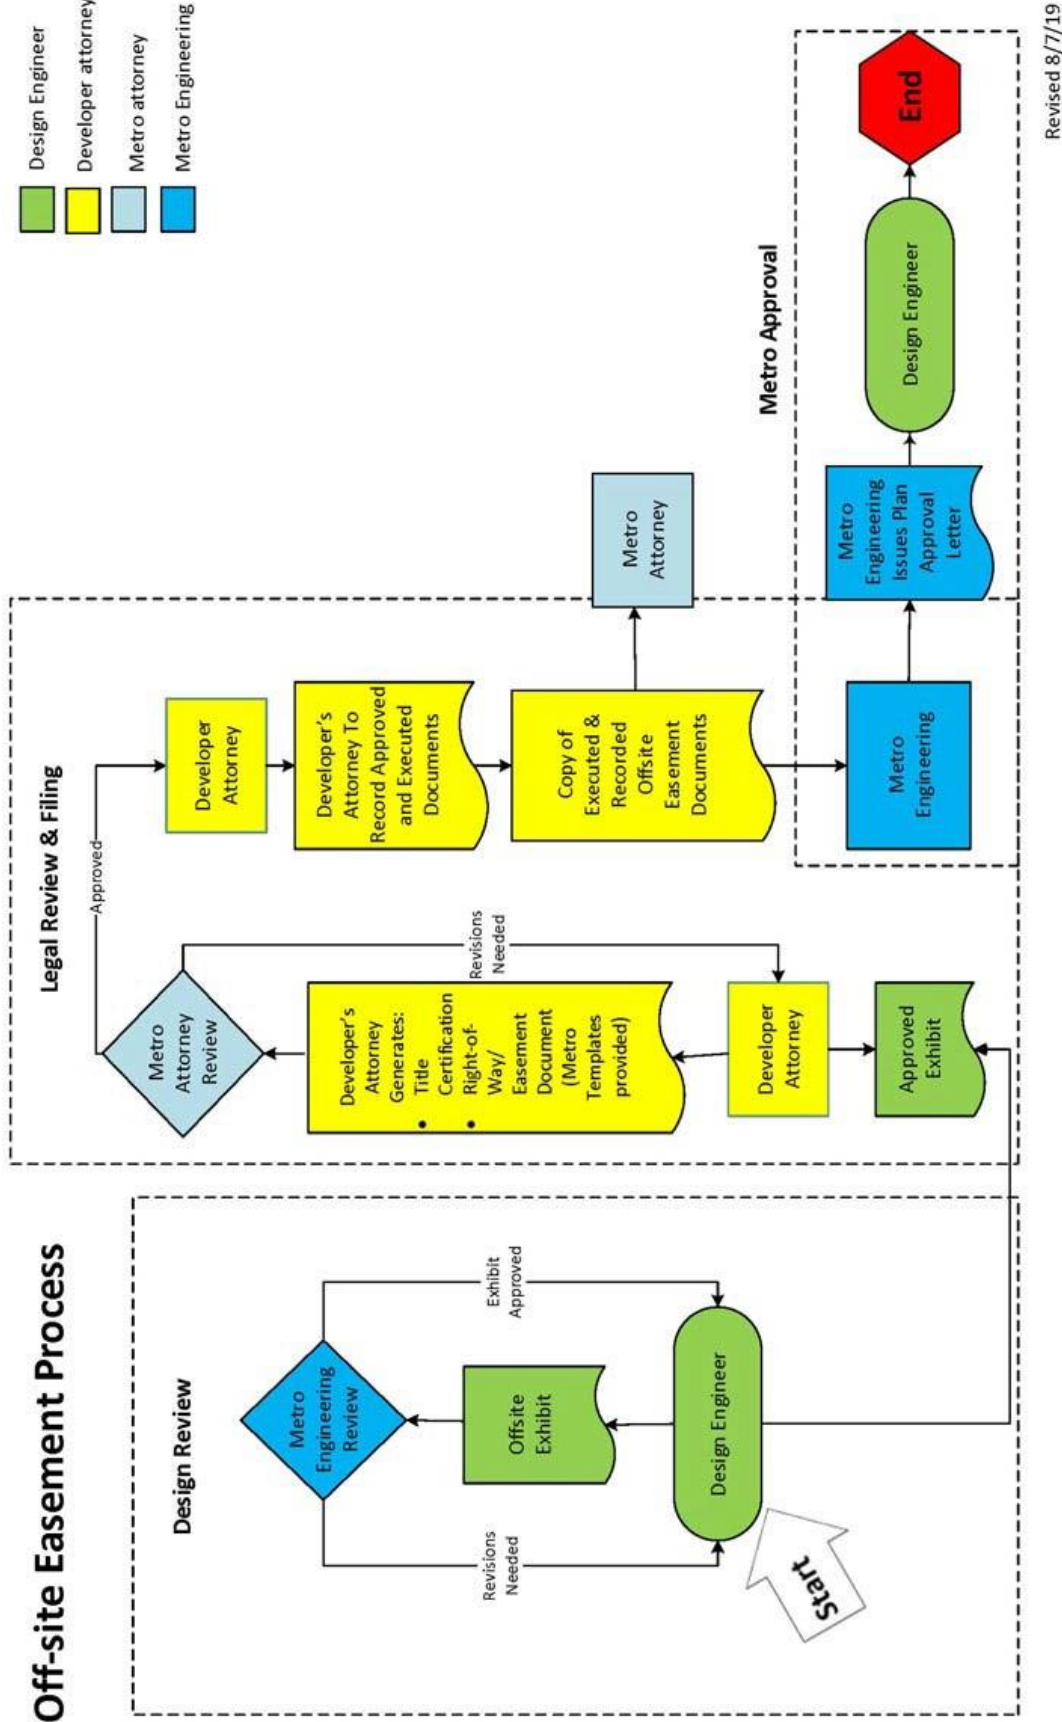 Off-site Easement Process
Design Engineer
Developer attorney
Metro attorney
Metro Engineering
Design Review
Metro
Engineering
Review
Revisions
Needed
Exhibit
Approved
Offsite
Exhibit
Design Engineer
Start
Legal Review & Filing
Metro
Attorney
Review
Approved
Revisions
Needed
Developer's
Attorney
Generates:
• Title
Certification
• Right-of-
Way/
Easement
Document
(Metro
Templates
provided)
Developer
Attorney
Approved
Exhibit
Developer
Attorney
Developer's
Attorney To
Record Approved
and Executed
Documents
Copy of
Executed &
Recorded
Offsite
Easement
Documents
Metro
Attorney
Metro
Engineering
Metro Approval
Metro
Engineering
Issues Plan
Approval
Letter
Design Engineer
End
Revised 8/7/19